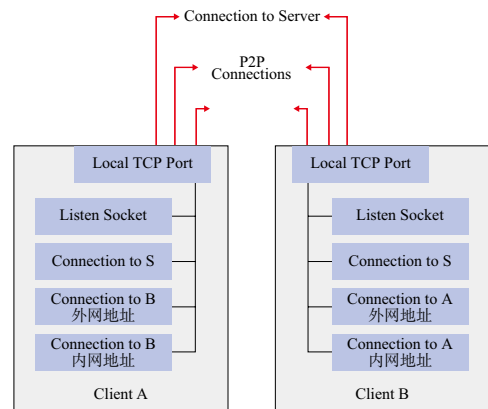 Connection to Server
P2P
Connections
Local TCP Port
Listen Socket
Connection to S
Connection to B
外网地址
Connection to B
内网地址
Client A
Local TCP Port
Listen Socket
Connection to S
Connection to A
外网地址
Connection to A
内网地址
Client B